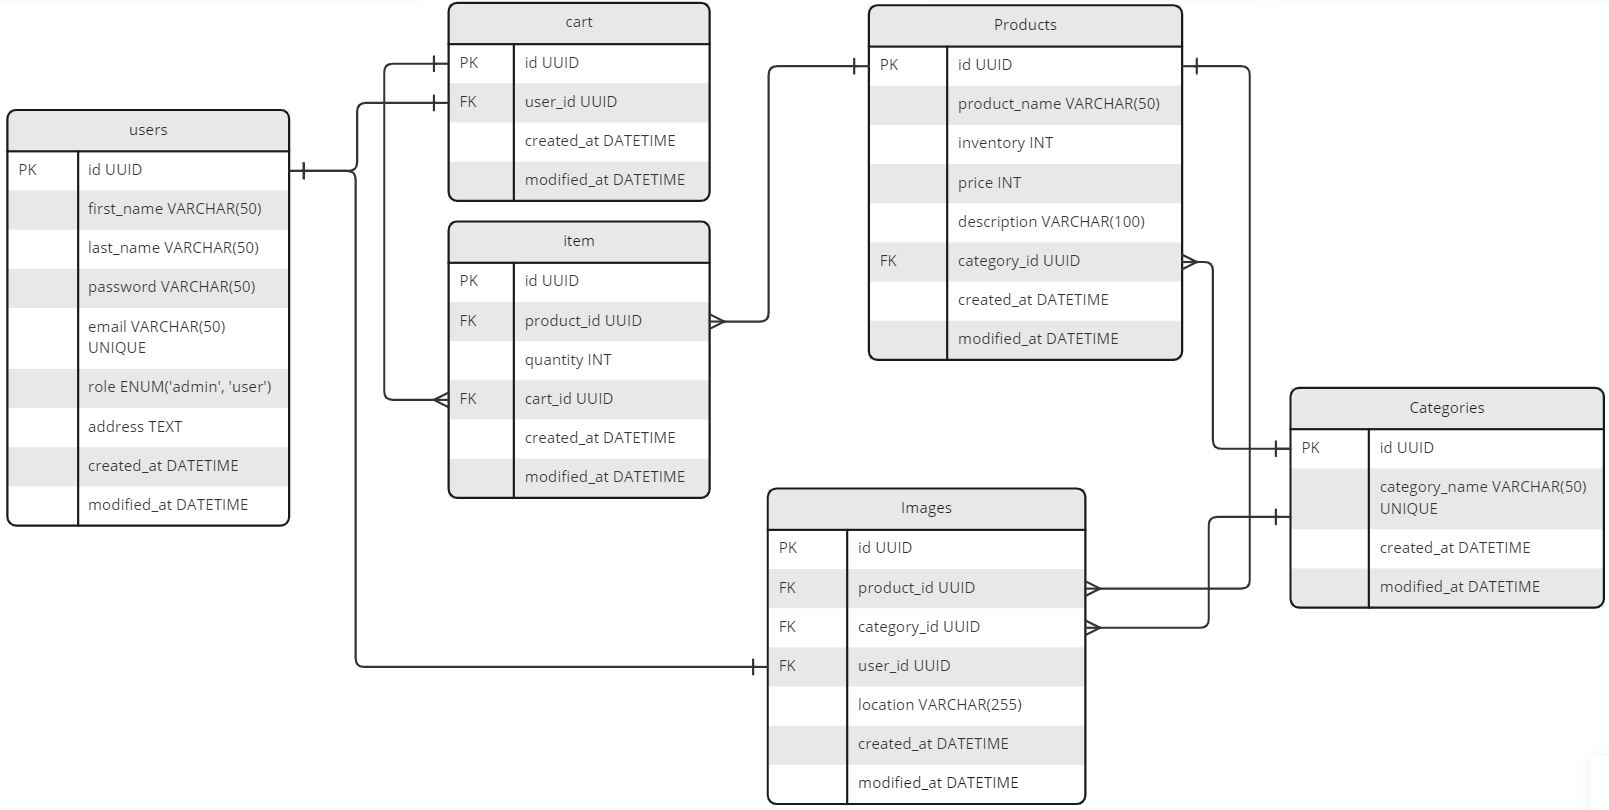 users
PK id UUID
first_name VARCHAR(50)
last_name VARCHAR(50)
password VARCHAR(50)
email VARCHAR(50)
UNIQUE
role ENUM('admin', 'user')
address TEXT
created_at DATETIME
modified_at DATETIME
cart
PK id UUID
FK user_id UUID
created_at DATETIME
modified_at DATETIME
item
PK id UUID
FK product_id UUID
quantity INT
FK cart_id UUID
created_at DATETIME
modified_at DATETIME
Products
PK id UUID
product_name VARCHAR(50)
inventory INT
price INT
description VARCHAR(100)
FK category_id UUID
created_at DATETIME
modified_at DATETIME
Images
PK id UUID
FK product_id UUID
FK category_id UUID
FK user_id UUID
location VARCHAR(255)
created_at DATETIME
modified_at DATETIME
Categories
PK id UUID
category_name VARCHAR(50)
UNIQUE
created_at DATETIME
modified_at DATETIME